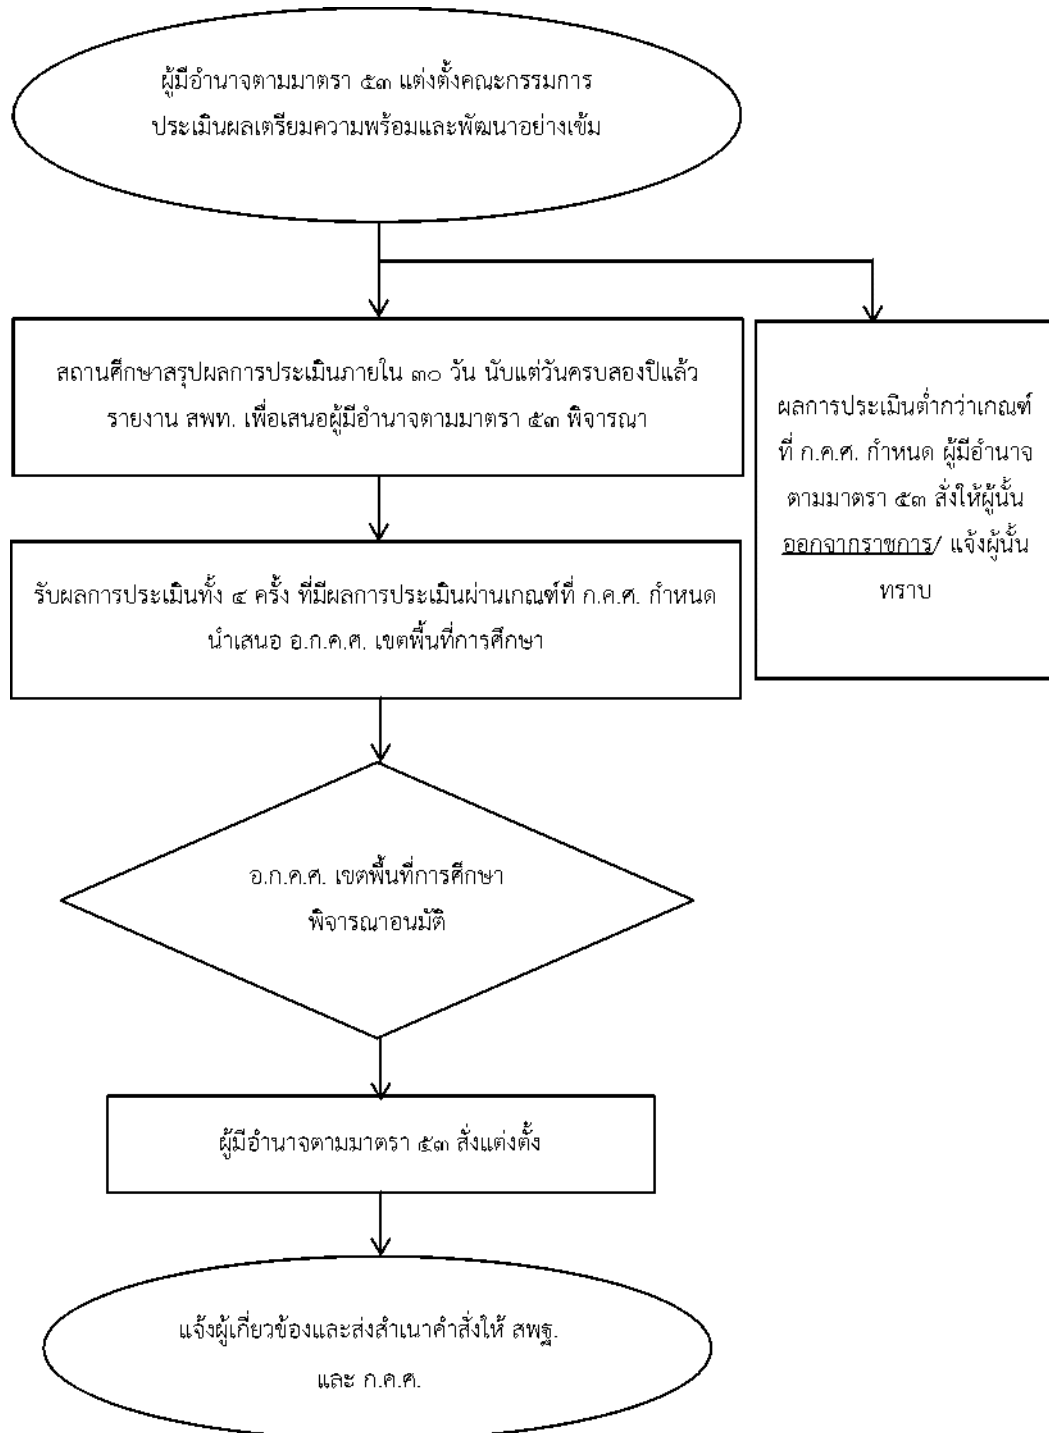 ผู้มีอำนาจตามมาตรา ๕๓ แต่งตั้งคณะกรรมการ
ประเมินผลเตรียมความพร้อมและพัฒนาอย่างเข้ม
สถานศึกษาสรุปผลการประเมินภายใน ๓๐ วัน นับแต่วันครบสองปีแล้ว
รายงาน สพท. เพื่อเสนอผู้มีอำนาจตามมาตรา ๕๓ พิจารณา
ผลการประเมินต่ำกว่าเกณฑ์
ที่ ก.ค.ศ. กำหนด ผู้มีอำนาจ
ตามมาตรา ๕๓ สั่งให้ผู้นั้น
ออกจากราชการ/ แจ้งผู้นั้น
ทราบ
รับผลการประเมินทั้ง ๔ ครั้ง ที่มีผลการประเมินผ่านเกณฑ์ที่ ก.ค.ศ. กำหนด
นำเสนอ อ.ก.ค.ศ. เขตพื้นที่การศึกษา
อ.ก.ค.ศ. เขตพื้นที่การศึกษา
พิจารณาอนมัติ
ผู้มีอำนาจตามมาตรา ๕๓ สั่งแต่งตั้ง
แจ้งผู้เกี่ยวข้องและส่งสำเนาคำสั่งให้ สพฐ.
และ ก.ค.ศ.